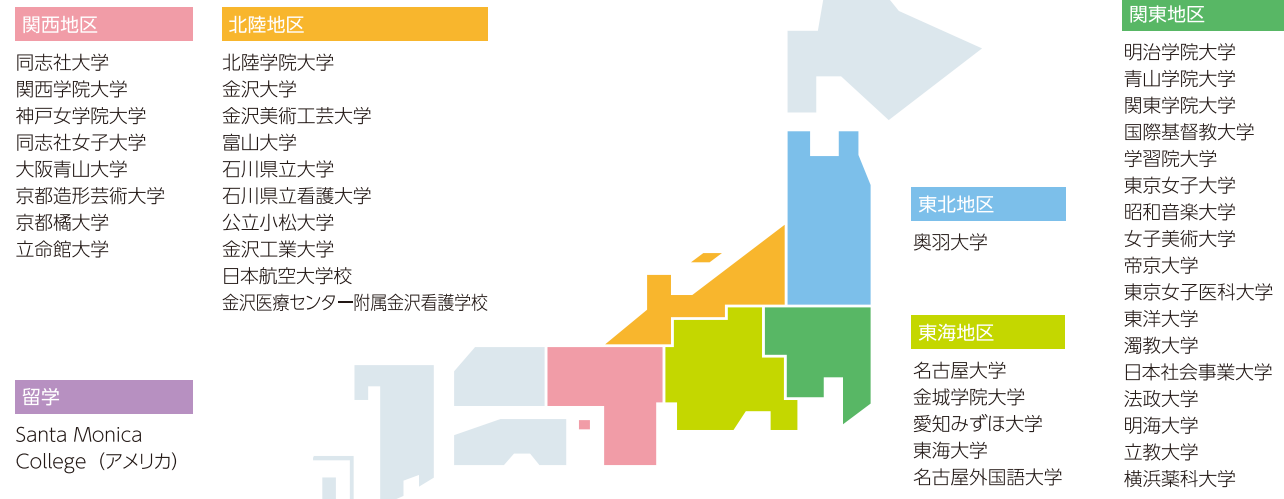 関西地区
同志社大学
関西学院大学
神戸女学院大学
同志社女子大学
大阪青山大学
京都造形芸術大学
京都橘大学
立命館大学
留学
Santa Monica
College（アメリカ）
北陸地区
北陸学院大学
金沢大学
金沢美術工芸大学
富山大学
石川県立大学
石川県立看護大学
公立小松大学
金沢工業大学
日本航空大学校
金沢医療センター附属金沢看護学校
東北地区
奥羽大学
東海地区
名古屋大学
金城学院大学
愛知みずほ大学
東海大学
名古屋外国語大学
関東地区
明治学院大学
青山学院大学
関東学院大学
国際基督教大学
学習院大学
東京女子大学
昭和音楽大学
女子美術大学
帝京大学
東京女子医科大学
東洋大学
濁教大学
日本社会事業大学
法政大学
明海大学
立教大学
横浜薬科大学